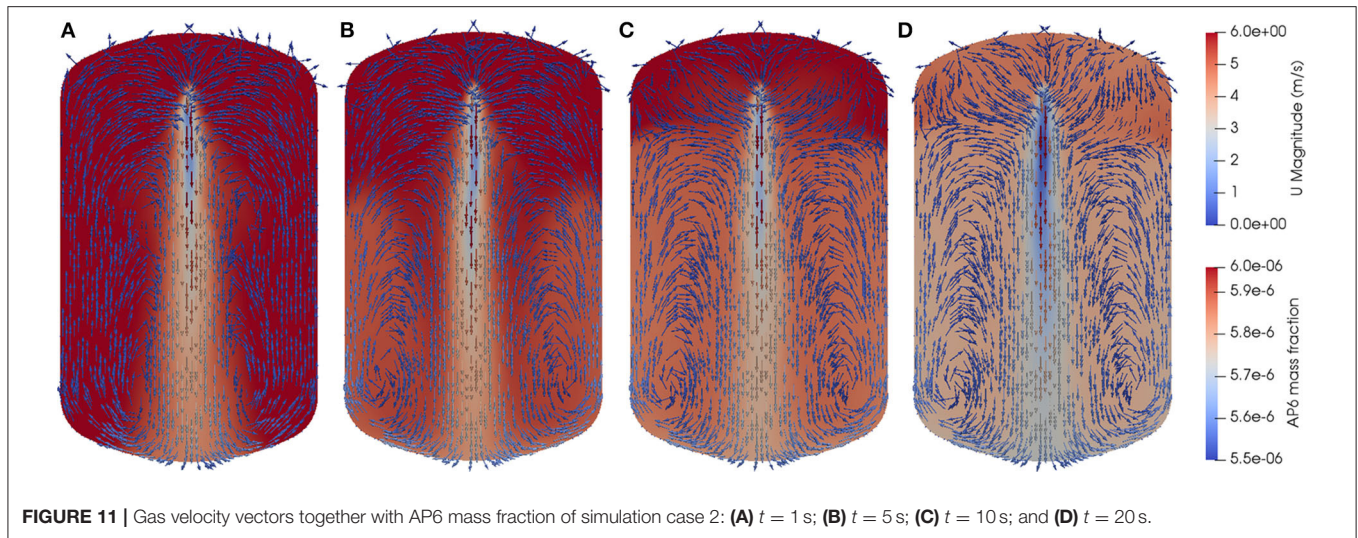 A
B
C
D
6.0e+00
5
4
3
2
1
0.0e+00
U Magnitude (m/s)
6.0e-06
5.9e-6
5.8e-6
5.7e-6
5.6e-6
5.5e-06
AP6 mass fraction
FIGURE 11 | Gas velocity vectors together with AP6 mass fraction of simulation case 2: (A) t = 1 s; (B) t = 5 s; (C) t = 10 s; and (D) t = 20 s.